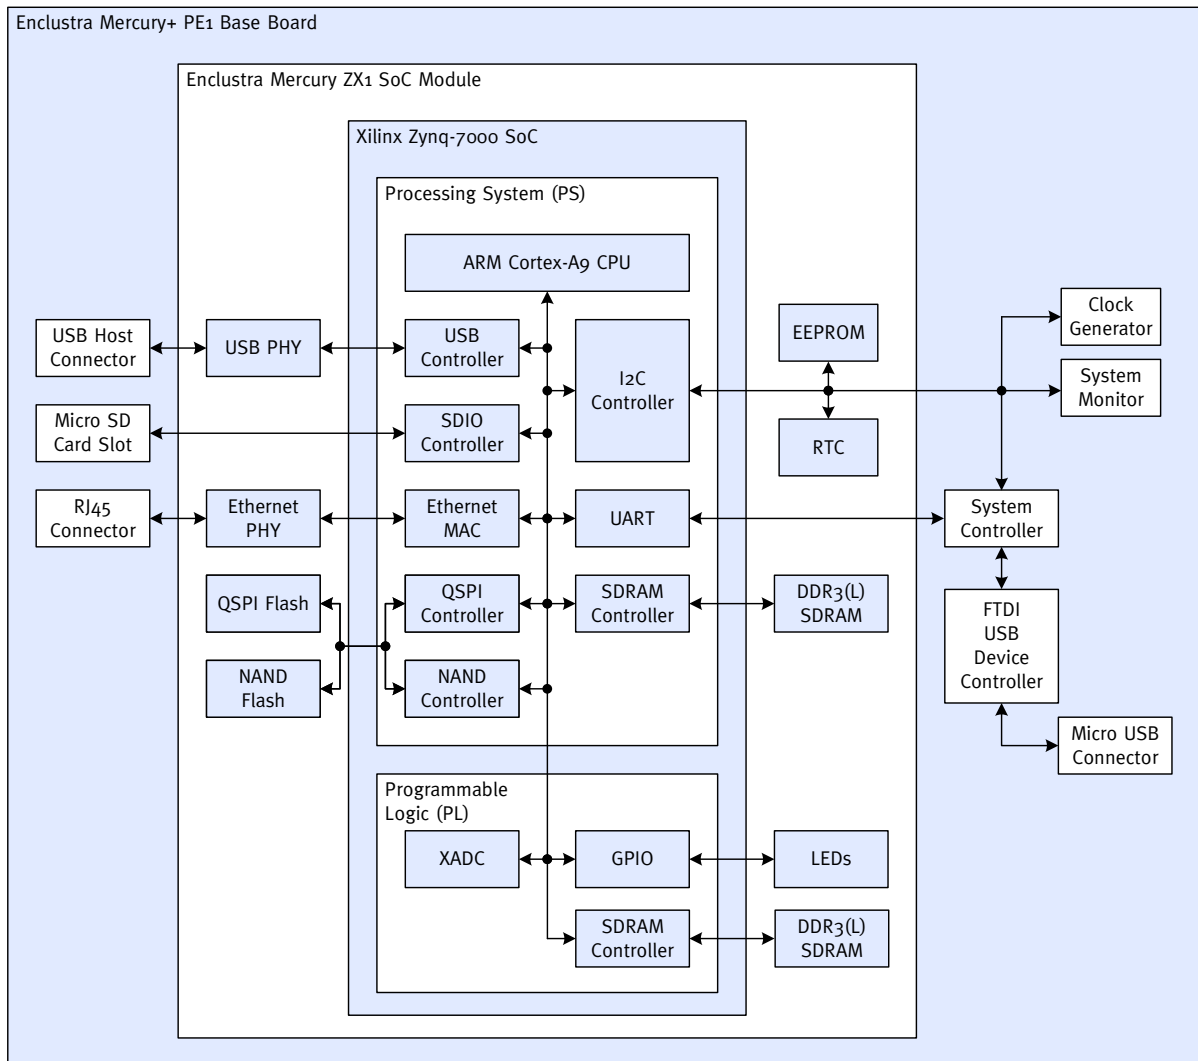 Enclustra Mercury+ PE1 Base Board
Enclustra Mercury ZX1 SoC Module
Xilinx Zynq-7000 SoC
Processing System (PS)
ARM Cortex-A9 CPU
USB Host
Connector
USB PHY
USB
Controller
I2C
Controller
EEPROM
Clock
Generator
System
Monitor
Micro SD
Card Slot
SDIO
Controller
RTC
RJ45
Connector
Ethernet
PHY
Ethernet
MAC
UART
System
Controller
QSPI Flash
QSPI
Controller
SDRAM
Controller
DDR3(L)
SDRAM
FTDI
USB
Device
Controller
NAND
Flash
NAND
Controller
Micro USB
Connector
Programmable
Logic (PL)
XADC
GPIO
LEDs
SDRAM
Controller
DDR3(L)
SDRAM